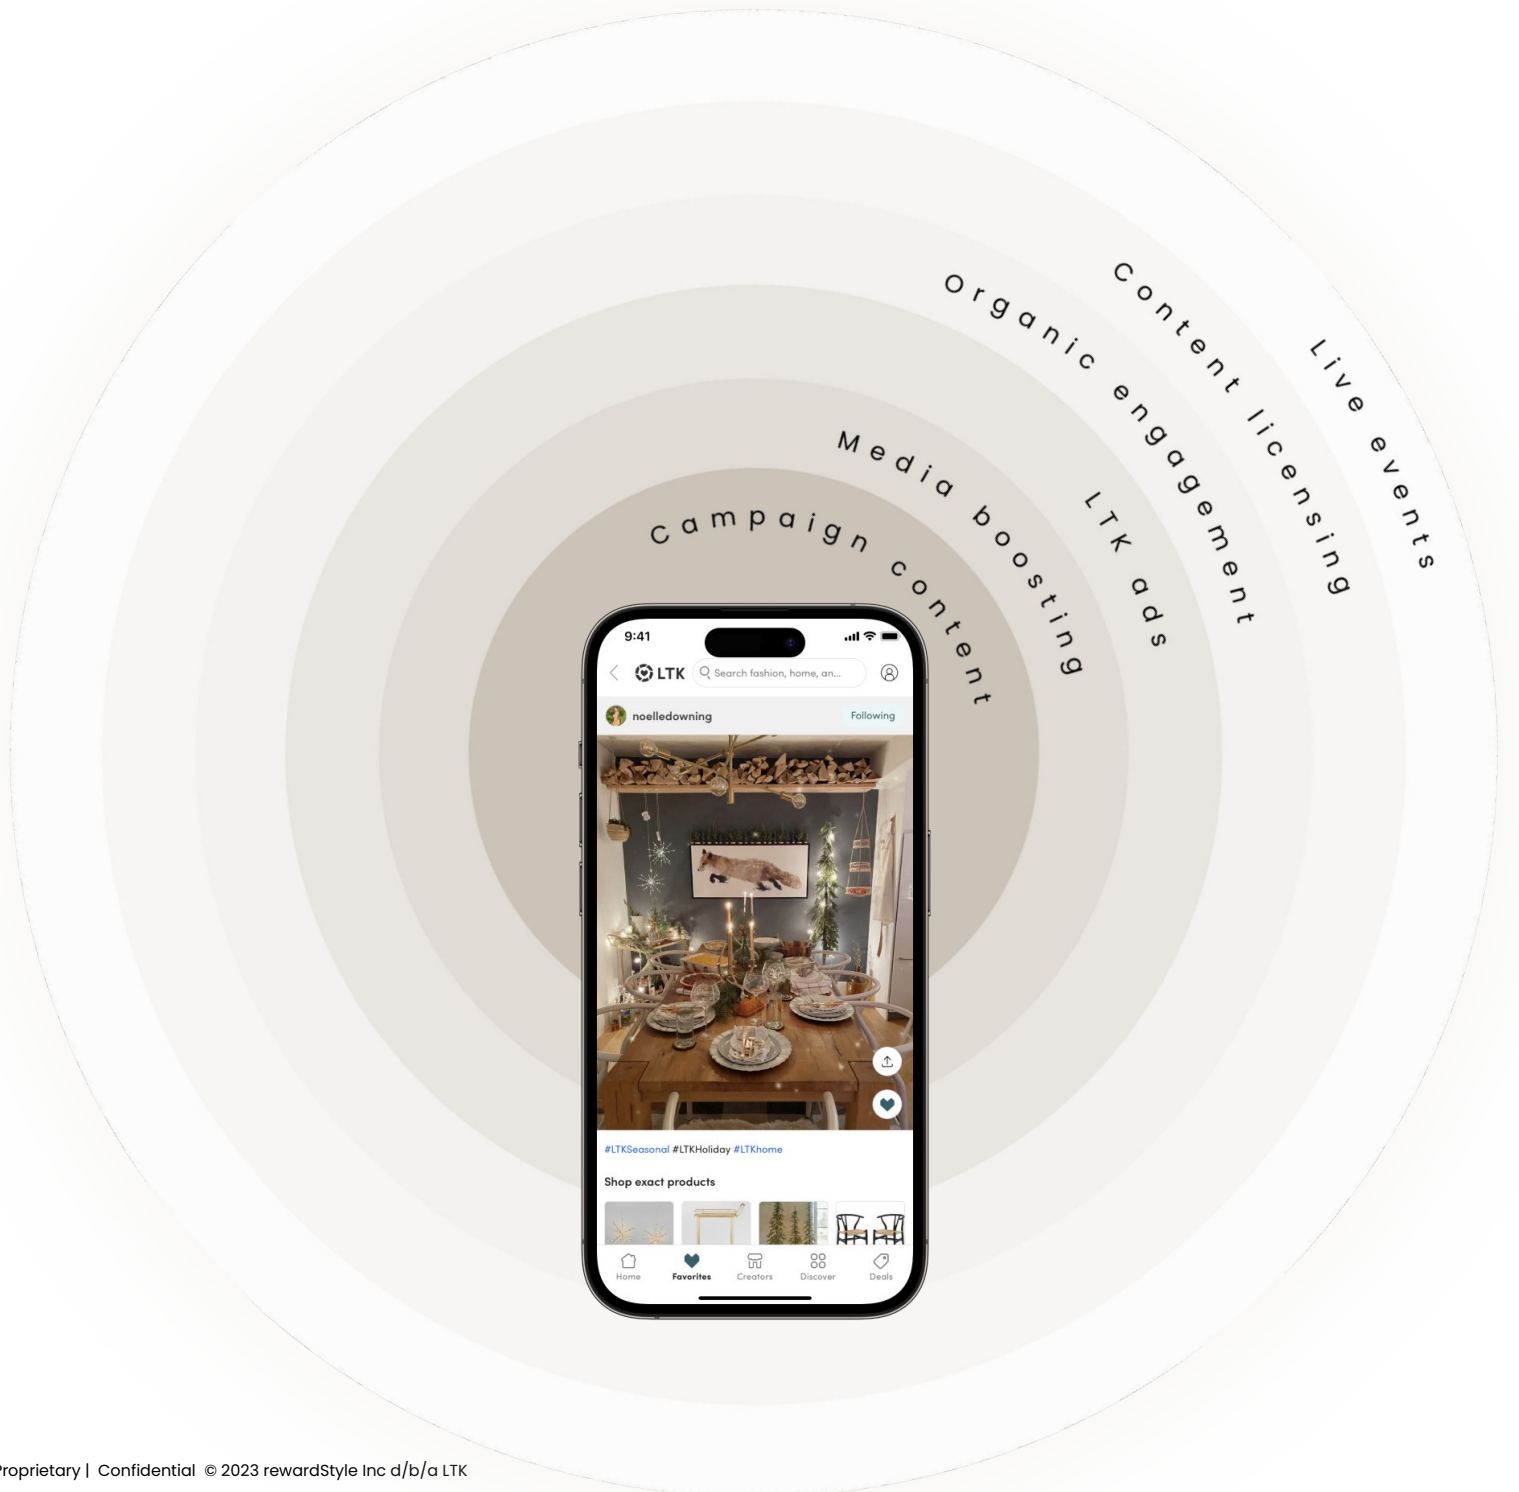 Live events
Content licensing
Organic engagement
LTK ads
Media boosting
Campaign content
9:41
LTK
Search fashion, home, an...
noelledowning
Following
#LTKSeasonal #LTKHoliday #LTKhome
Shop exact products
Home
Favorites
Creators
Discover
Deals
Proprietary | Confidential © 2023 rewardStyle Inc d/b/a LTK